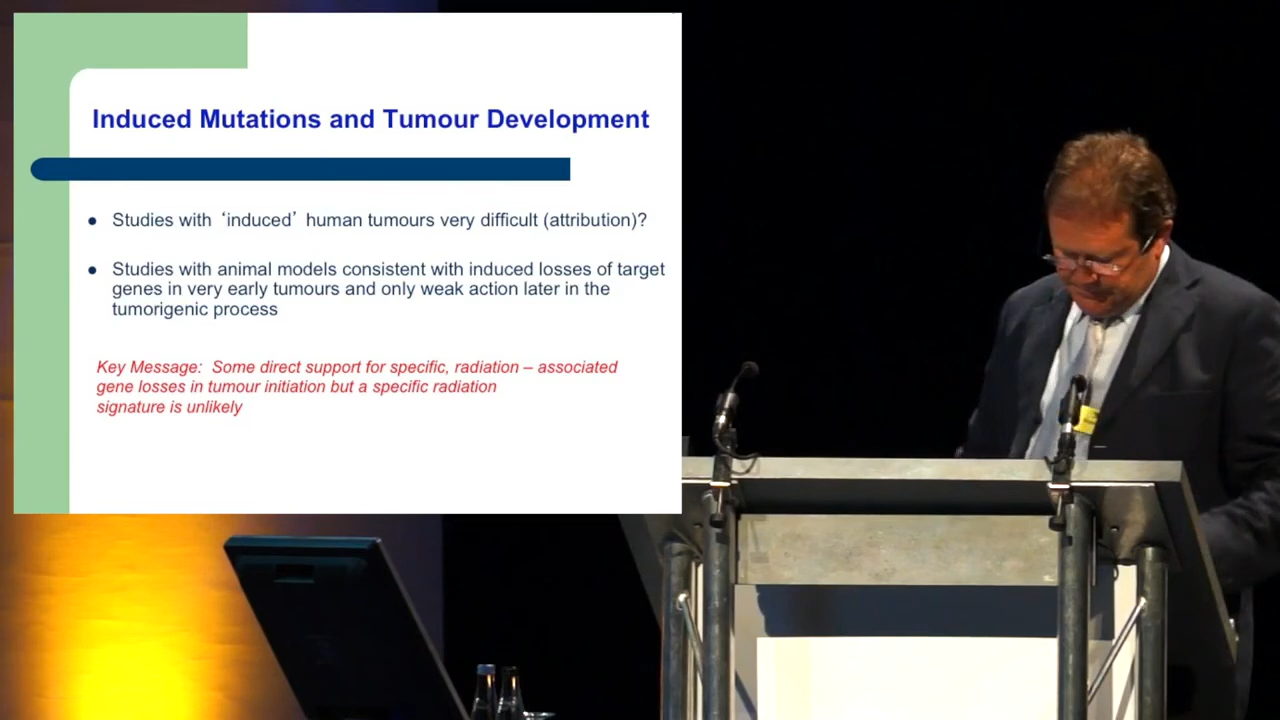 Induced Mutations and Tumour Development
● Studies with ‘induced’ human tumours very difficult (attribution)?
● Studies with animal models consistent with induced losses of target
genes in very early tumours and only weak action later in the
tumorigenic process
Key Message: Some direct support for specific, radiation – associated
gene losses in tumour initiation but a specific radiation
signature is unlikely